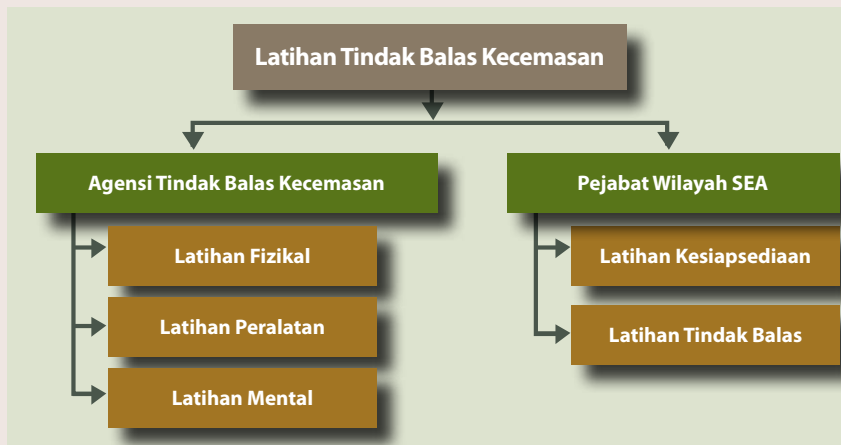 Latihan Tindak Balas Kecemasan
Agensi Tindak Balas Kecemasan
Latihan Fizikal
Latihan Peralatan
Latihan Mental
Pejabat Wilayah SEA
Latihan Kesiapsediaan
Latihan Tindak Balas